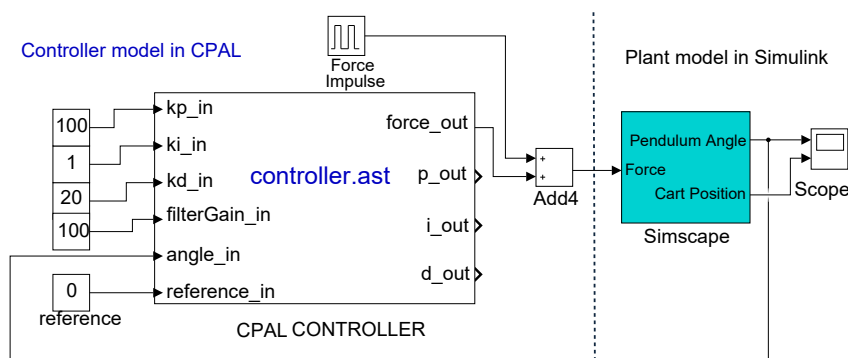 Controller model in CPAL
Force
Impulse
Plant model in Simulink
100
1
20
100
0
reference
kp_in
ki_in
kd_in
filterGain_in
angle_in
reference_in
controller.ast
force_out
p_out
i_out
d_out
CPAL CONTROLLER
+
+
Add4
Force
Pendulum Angle
Cart Position
Simscape
Scope